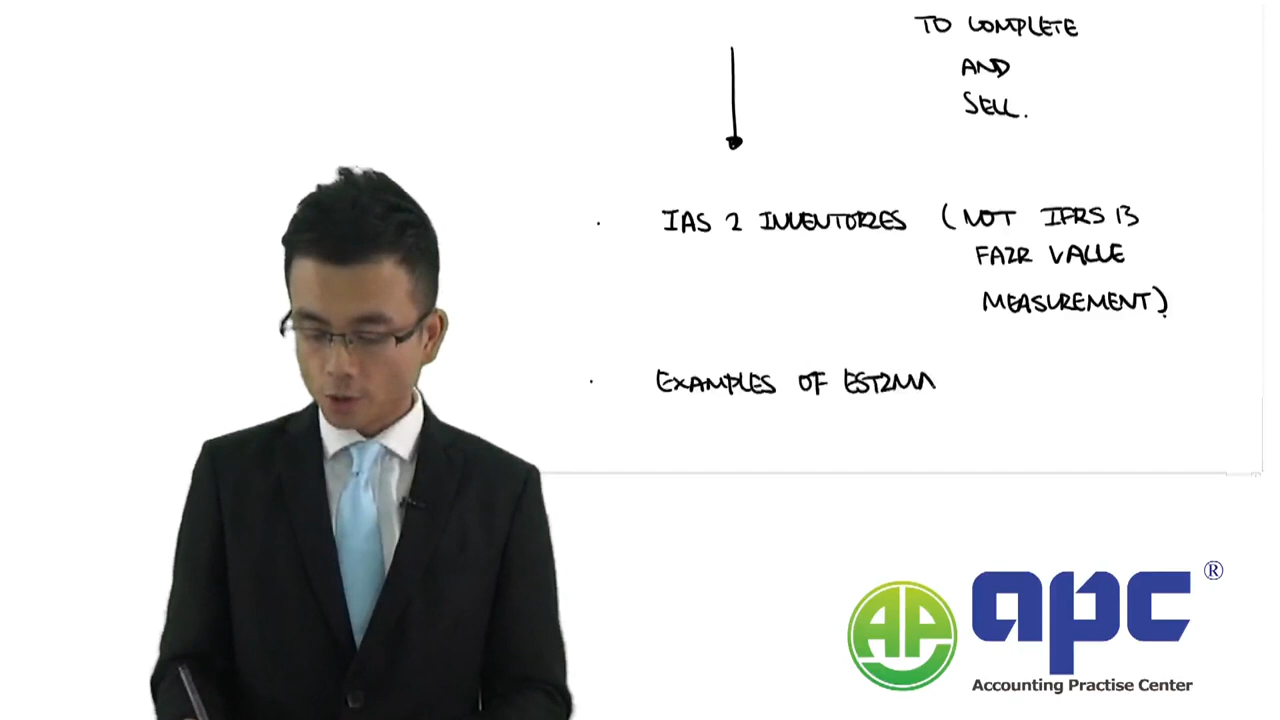 TO COMPLETE
AND
SELL.
· IAS 2 INVENTORIES (NOT IFRS 13
FAIR VALUE
MEASUREMENT)
· EXAMPLES OF ESTIMA
AP
apc®
Accounting Practise Center